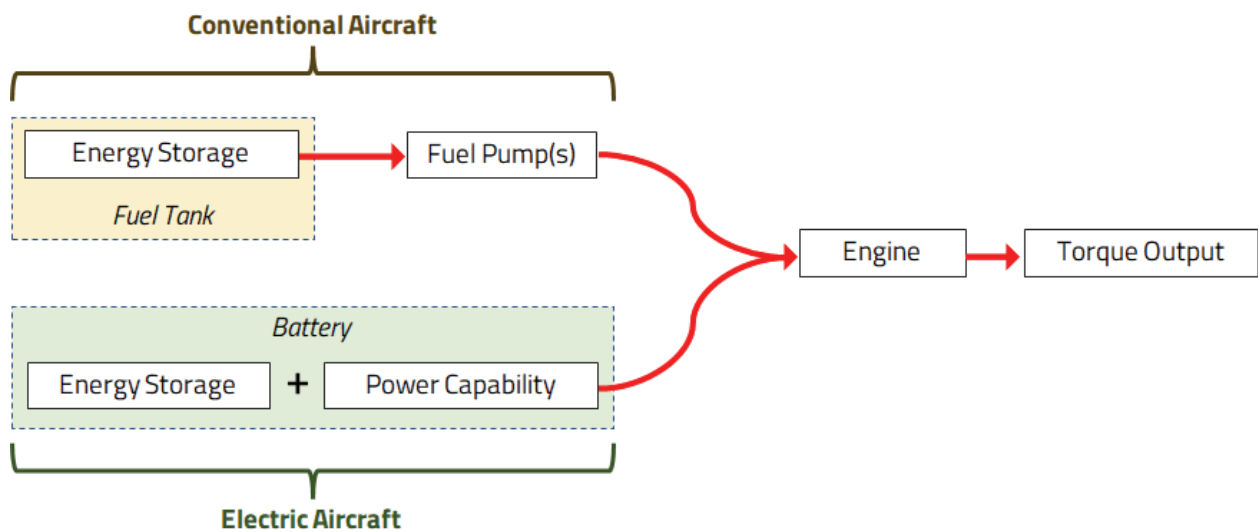 Conventional Aircraft
Energy Storage
Fuel Pump(s)
Fuel Tank
Engine
Torque Output
Battery
Energy Storage + Power Capability
Electric Aircraft